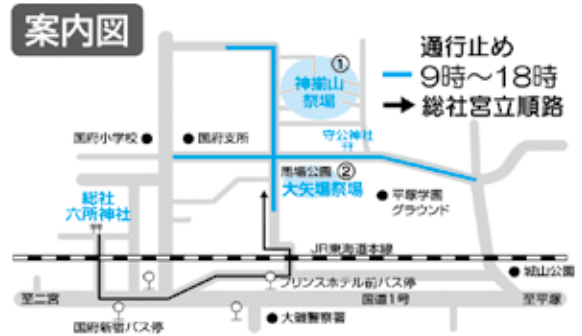 案内図
通行止め
9時～18時
総社宮立順路
①
神揃山
祭場
守公神社
国府小学校
国府支所
馬場公園
②
大矢場祭場
総社
六所神社
平塚学園
グラウンド
JR東海道本線
城山公園
プリンスホテル前バス停
至二宮
国道1号
至平塚
国府新宿バス停
大磯警察署